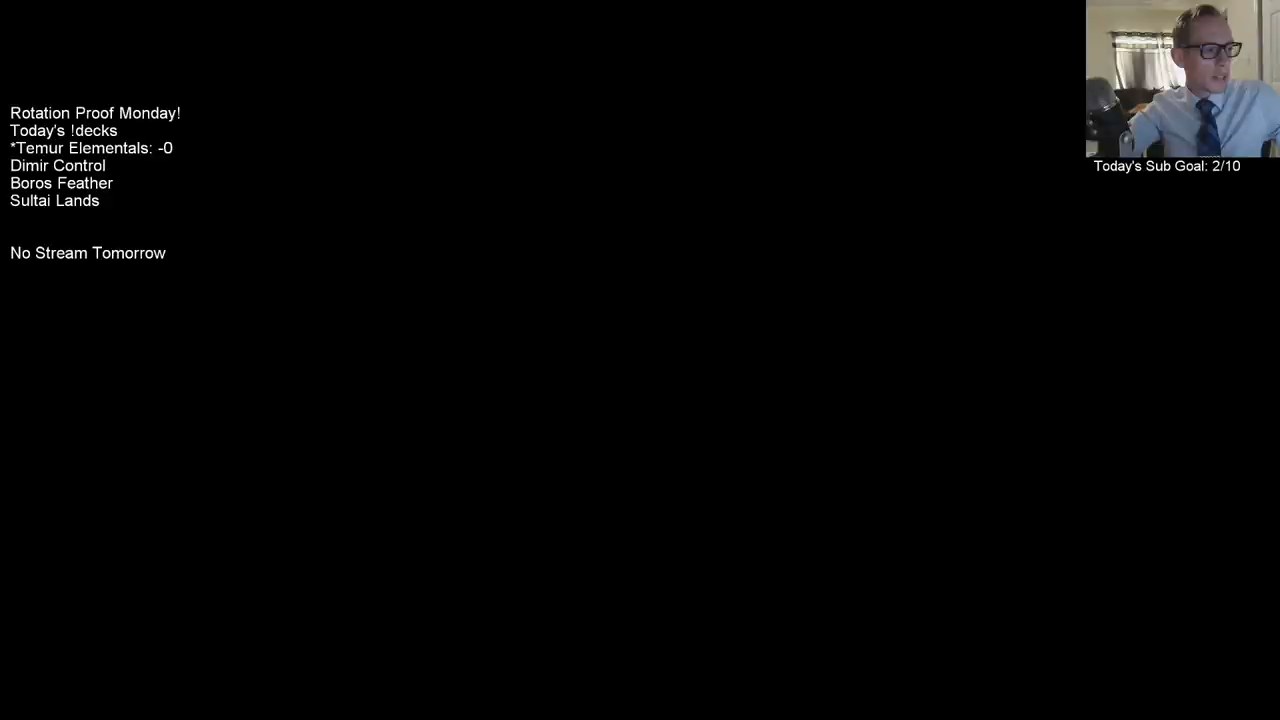 Rotation Proof Monday!
Today's !decks
*Temur Elementals: -0
Dimir Control
Boros Feather
Sultai Lands
No Stream Tomorrow
Today's Sub Goal: 2/10